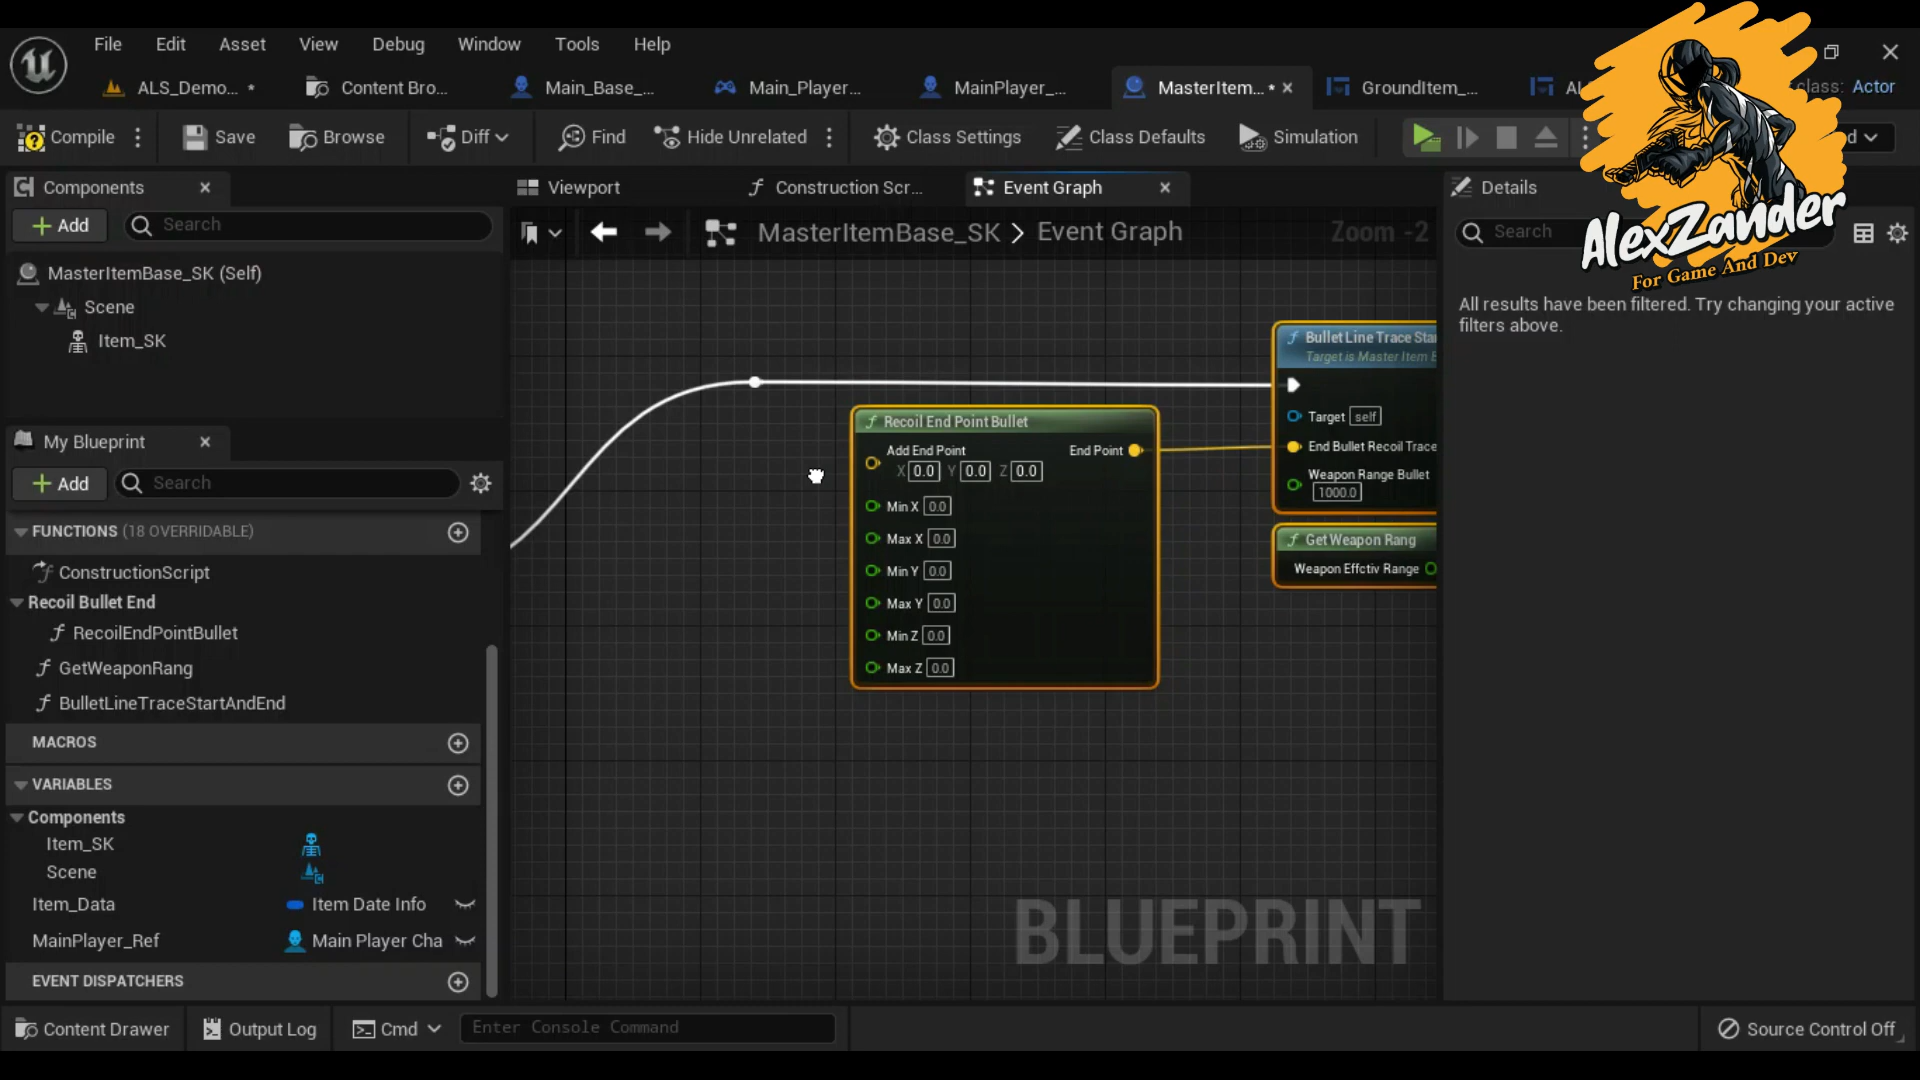 File Edit Asset View Debug Window Tools Help
ALS_Demo... • Content Bro... Main_Base_... Main_Player... MainPlayer_... MasterItem... • GroundItem_... class: Actor
Compile Save Browse Diff Find Hide Unrelated Class Settings Class Defaults Simulation
AlexZander
For Game And Dev
Components
Add Search
MasterItemBase_SK (Self)
Scene
Item_SK
My Blueprint
Add Search
FUNCTIONS (18 OVERRIDABLE)
ConstructionScript
Recoil Bullet End
RecoilEndPointBullet
GetWeaponRang
BulletLineTraceStartAndEnd
MACROS
VARIABLES
Components
Item_SK
Scene
Item_Data Item Date Info
MainPlayer_Ref Main Player Cha
EVENT DISPATCHERS
Viewport Construction Scr... Event Graph
MasterItemBase_SK > Event Graph Zoom -2
Recoil End Point Bullet
Add End Point End Point
X 0.0 Y 0.0 Z 0.0
Min X 0.0
Max X 0.0
Min Y 0.0
Max Y 0.0
Min Z 0.0
Max Z 0.0
Bullet Line Trace Sta
Target is Master Item
Target self
End Bullet Recoil Trace
Weapon Range Bullet
1000.0
Get Weapon Rang
Weapon Effctiv Range
BLUEPRINT
Details
Search
All results have been filtered. Try changing your active
filters above.
Content Drawer Output Log Cmd Enter Console Command Source Control Off